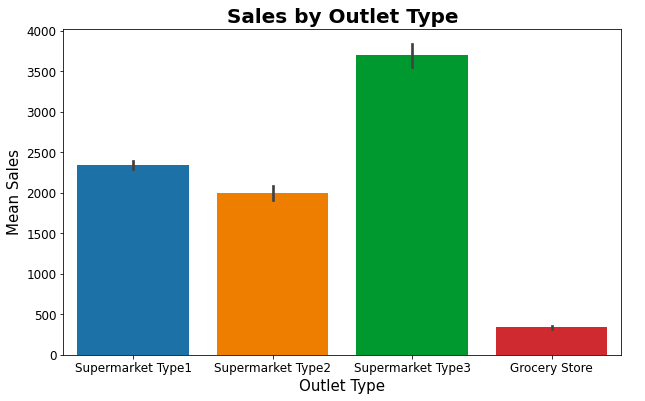 Sales by Outlet Type
Mean Sales
4000
3500
3000
2500
2000
1500
1000
500
0
Supermarket Type1
Supermarket Type2
Supermarket Type3
Grocery Store
Outlet Type